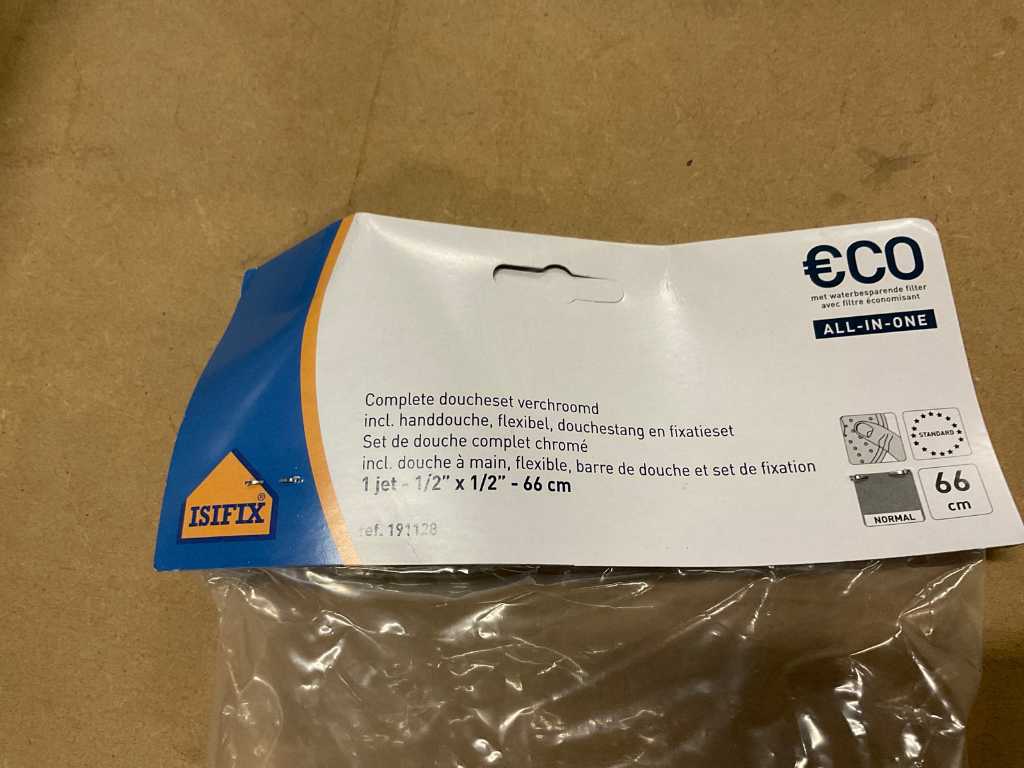 €CO
met waterbesparende filter
avec filtre économisant
ALL-IN-ONE
Complete doucheset verchroomd
incl. handdouche, flexibel, douchestang en fixatieset
Set de douche complet chromé
incl. douche à main, flexible, barre de douche et set de fixation
1 jet - 1/2" x 1/2" - 66 cm
ref. 191128
ISIFIX®
STANDARD
NORMAL
66
cm